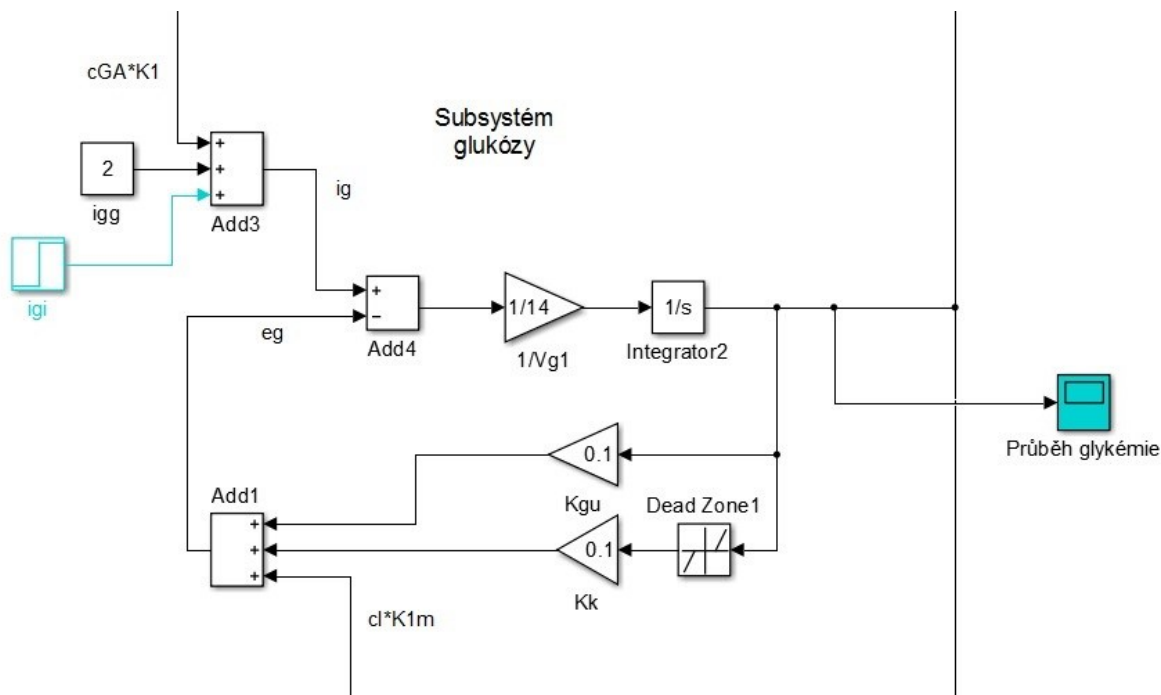 cGA*K1
Subsystém
glukózy
+
2
+
ig
+
igg
Add3
igi
+
1/14
1/s
−
eg
Add4
1/Vg1
Integrator2
Průběh glykémie
0.1
Add1
Kgu
Dead Zone1
+
+
0.1
+
Kk
cI*K1m